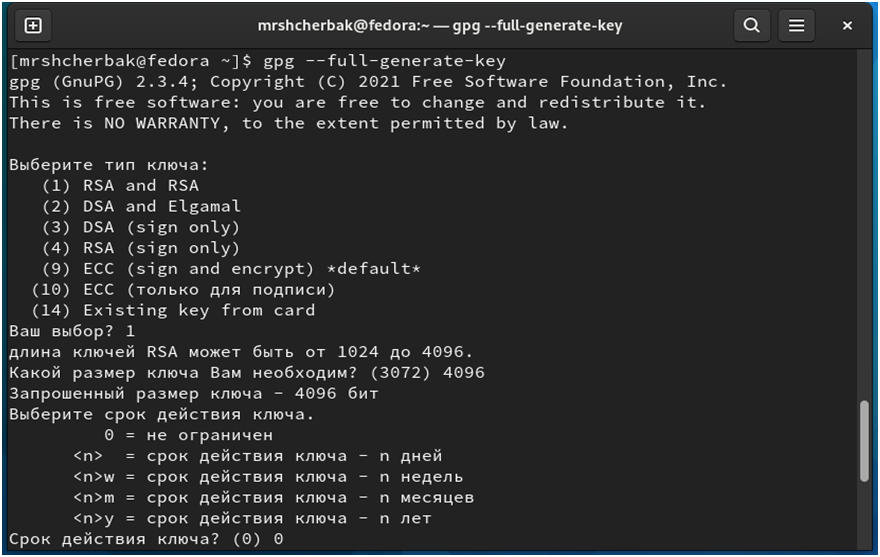 mrshcherbak@fedora:~ — gpg --full-generate-key
[mrshcherbak@fedora ~]$ gpg --full-generate-key
gpg (GnuPG) 2.3.4; Copyright (C) 2021 Free Software Foundation, Inc.
This is free software: you are free to change and redistribute it.
There is NO WARRANTY, to the extent permitted by law.
Выберите тип ключа:
(1) RSA and RSA
(2) DSA and Elgamal
(3) DSA (sign only)
(4) RSA (sign only)
(9) ECC (sign and encrypt) *default*
(10) ECC (только для подписи)
(14) Existing key from card
Ваш выбор? 1
длина ключей RSA может быть от 1024 до 4096.
Какой размер ключа Вам необходим? (3072) 4096
Запрошенный размер ключа - 4096 бит
Выберите срок действия ключа.
0 = не ограничен
<n> = срок действия ключа - n дней
<n>w = срок действия ключа - n недель
<n>m = срок действия ключа - n месяцев
<n>y = срок действия ключа - n лет
Срок действия ключа? (0) 0